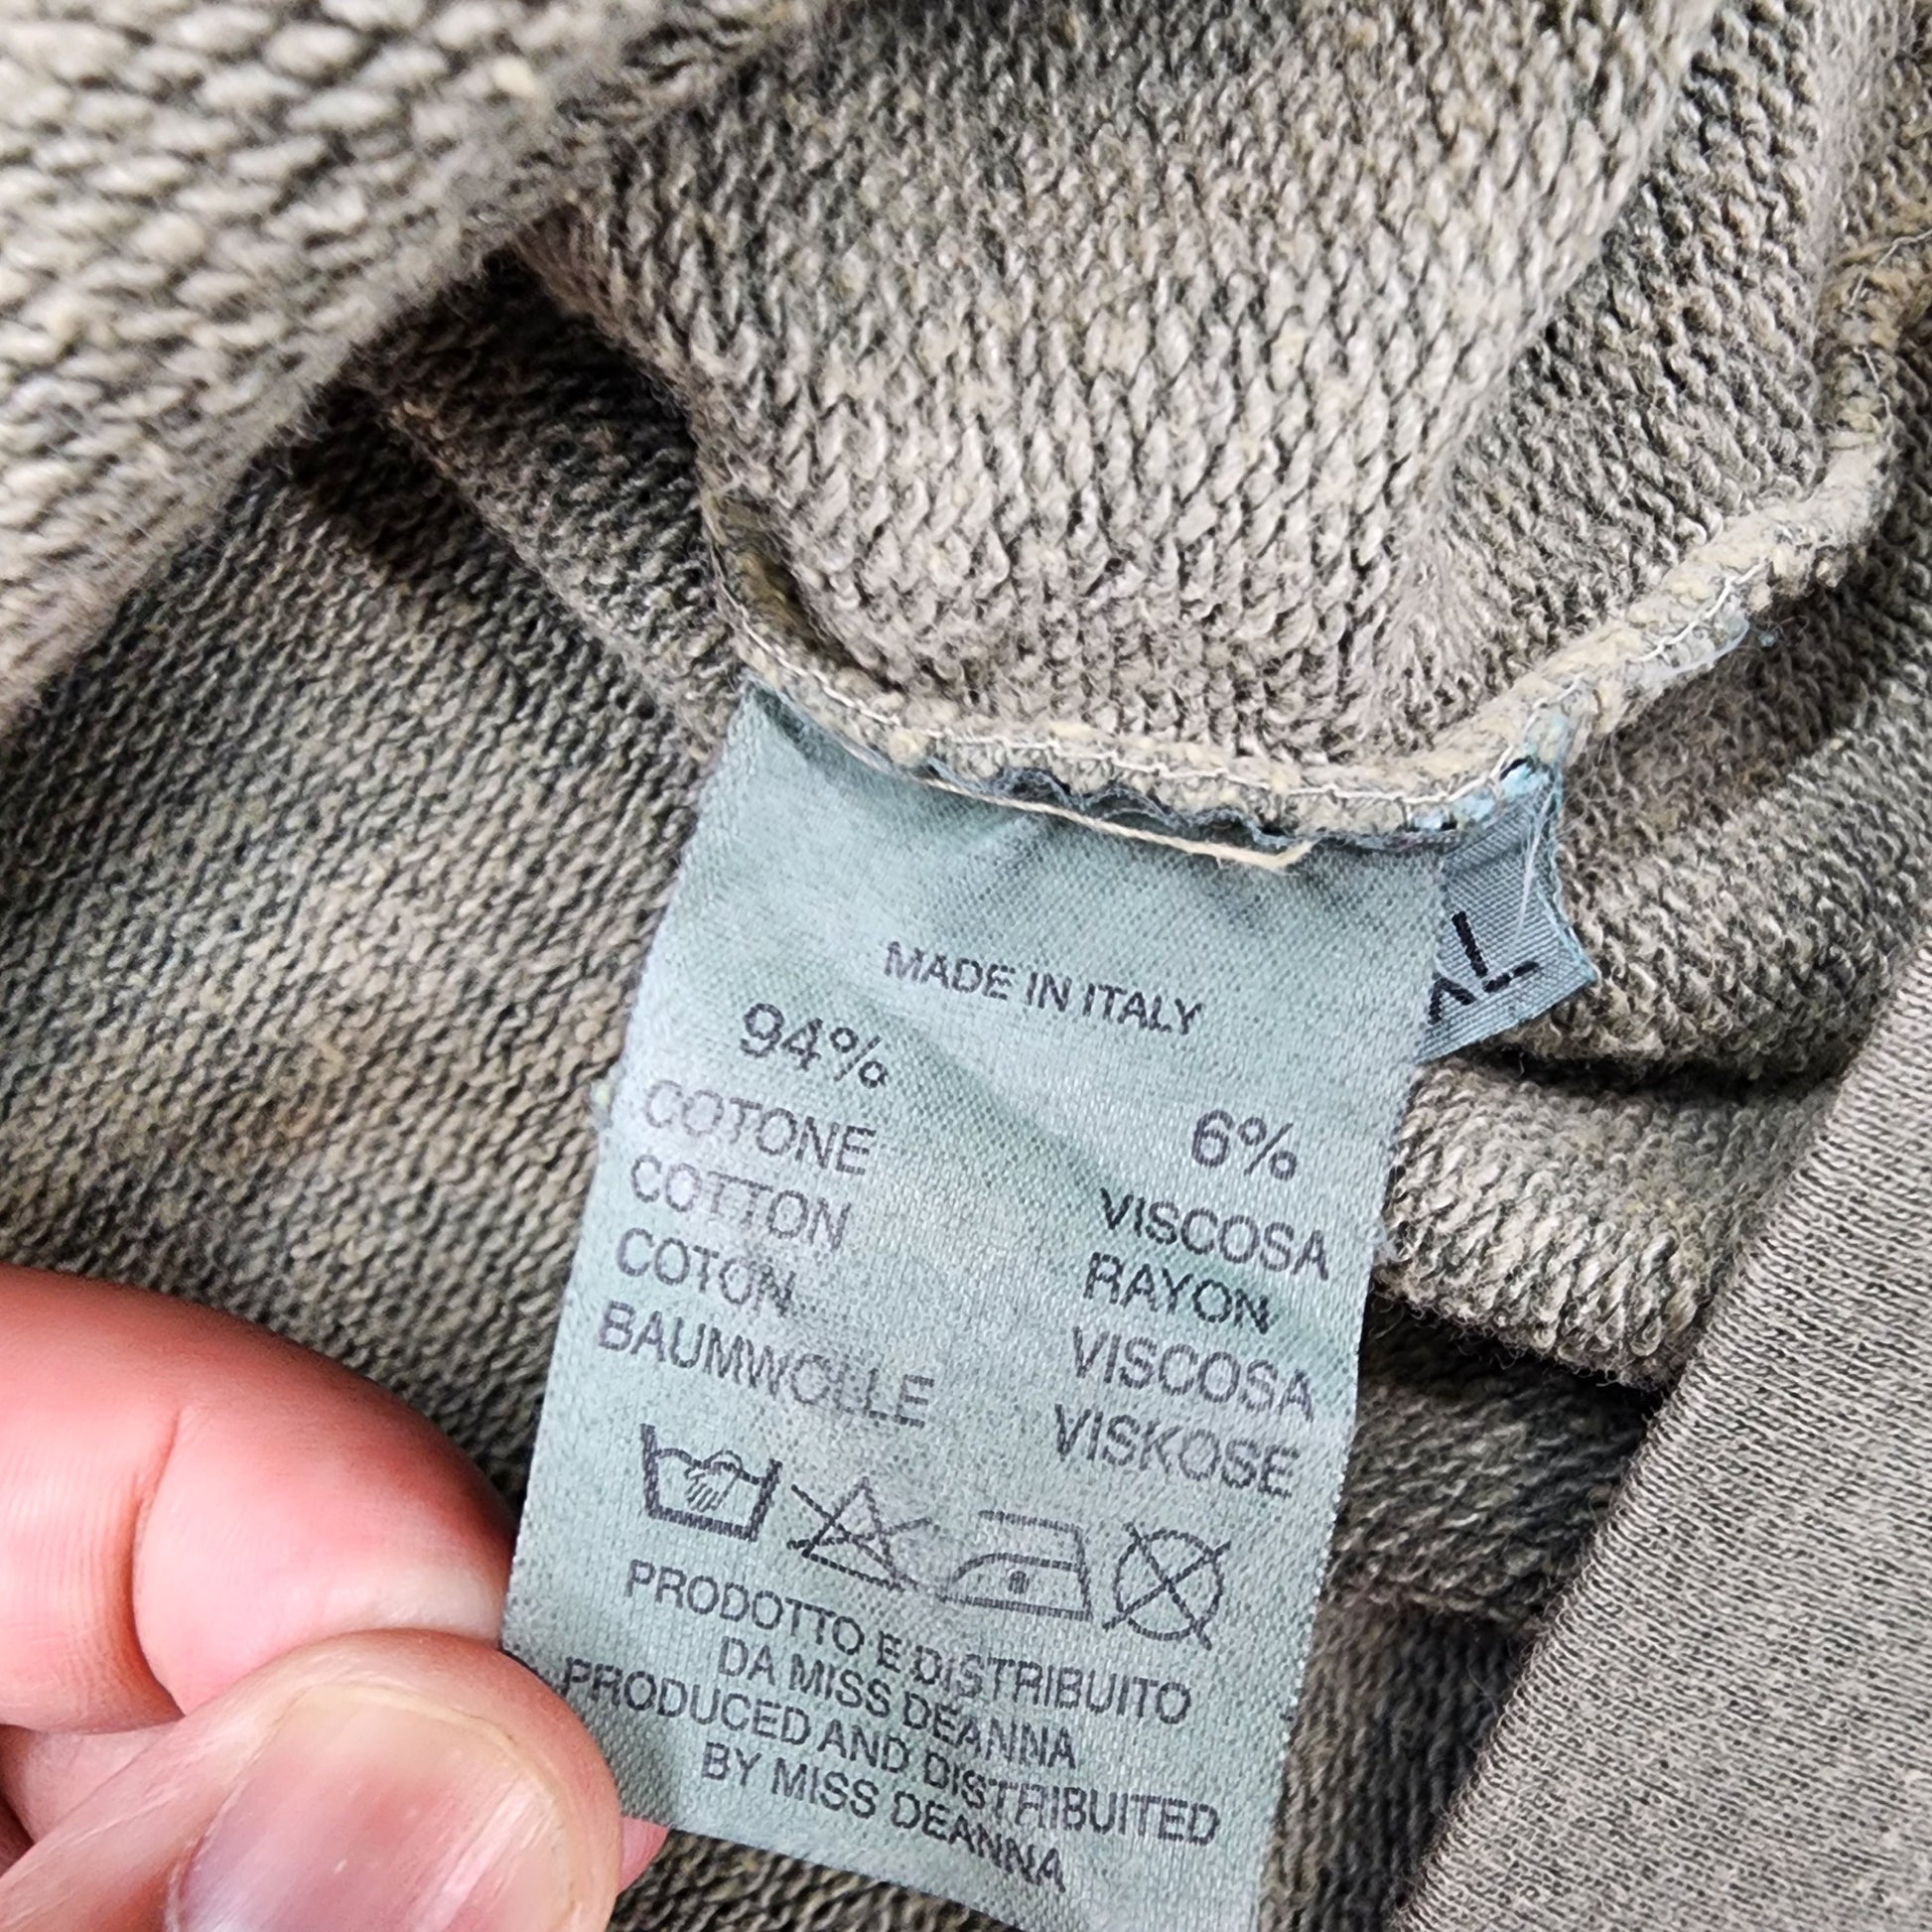 MADE IN ITALY
94%
COTONE
COTTON
COTON
BAUMWOLLE
6%
VISCOSA
RAYON
VISCOSA
VISKOSE
PRODOTTO E DISTRIBUITO
DA MISS DEANNA
PRODUCED AND DISTRIBUITED
BY MISS DEANNA
XL